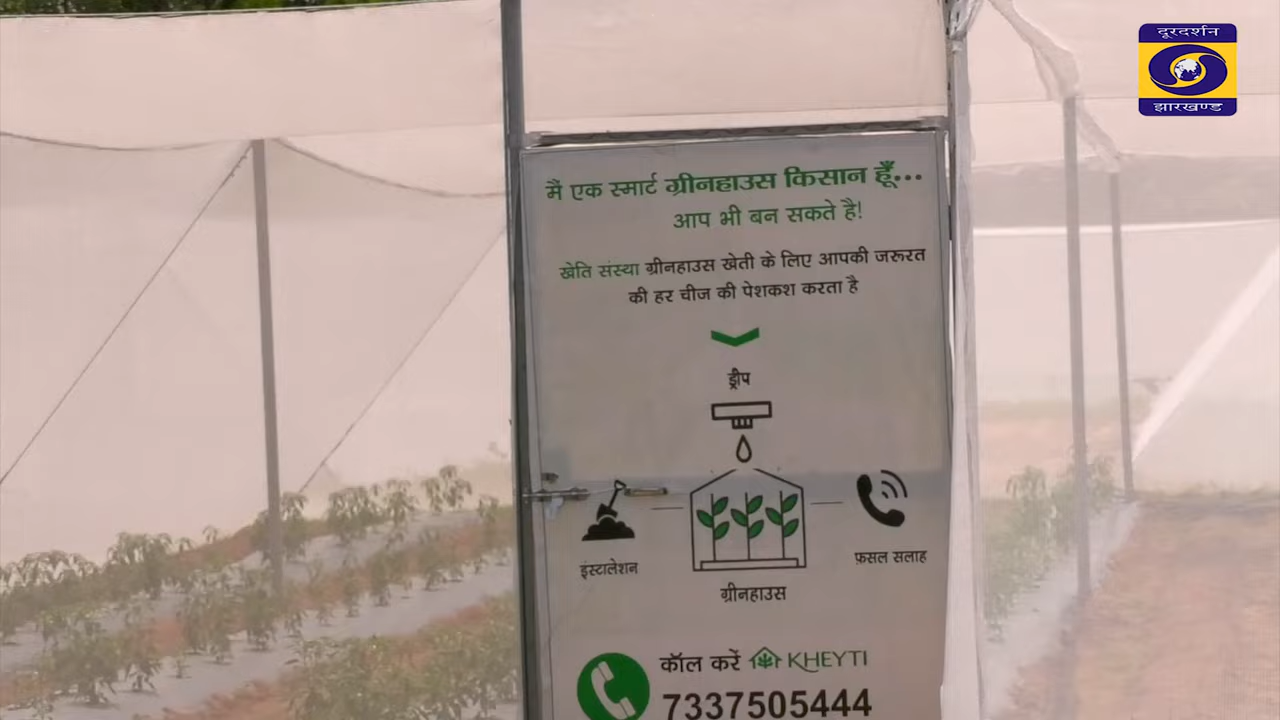 दूरदर्शन
झारखण्ड
मैं एक स्मार्ट ग्रीनहाउस किसान हूँ...
आप भी बन सकते है!
खेति संस्था ग्रीनहाउस खेती के लिए आपकी जरूरत
की हर चीज की पेशकश करता है
ड्रीप
इंस्टालेशन
फ़सल सलाह
ग्रीनहाउस
कॉल करें KHEYTI
7337505444